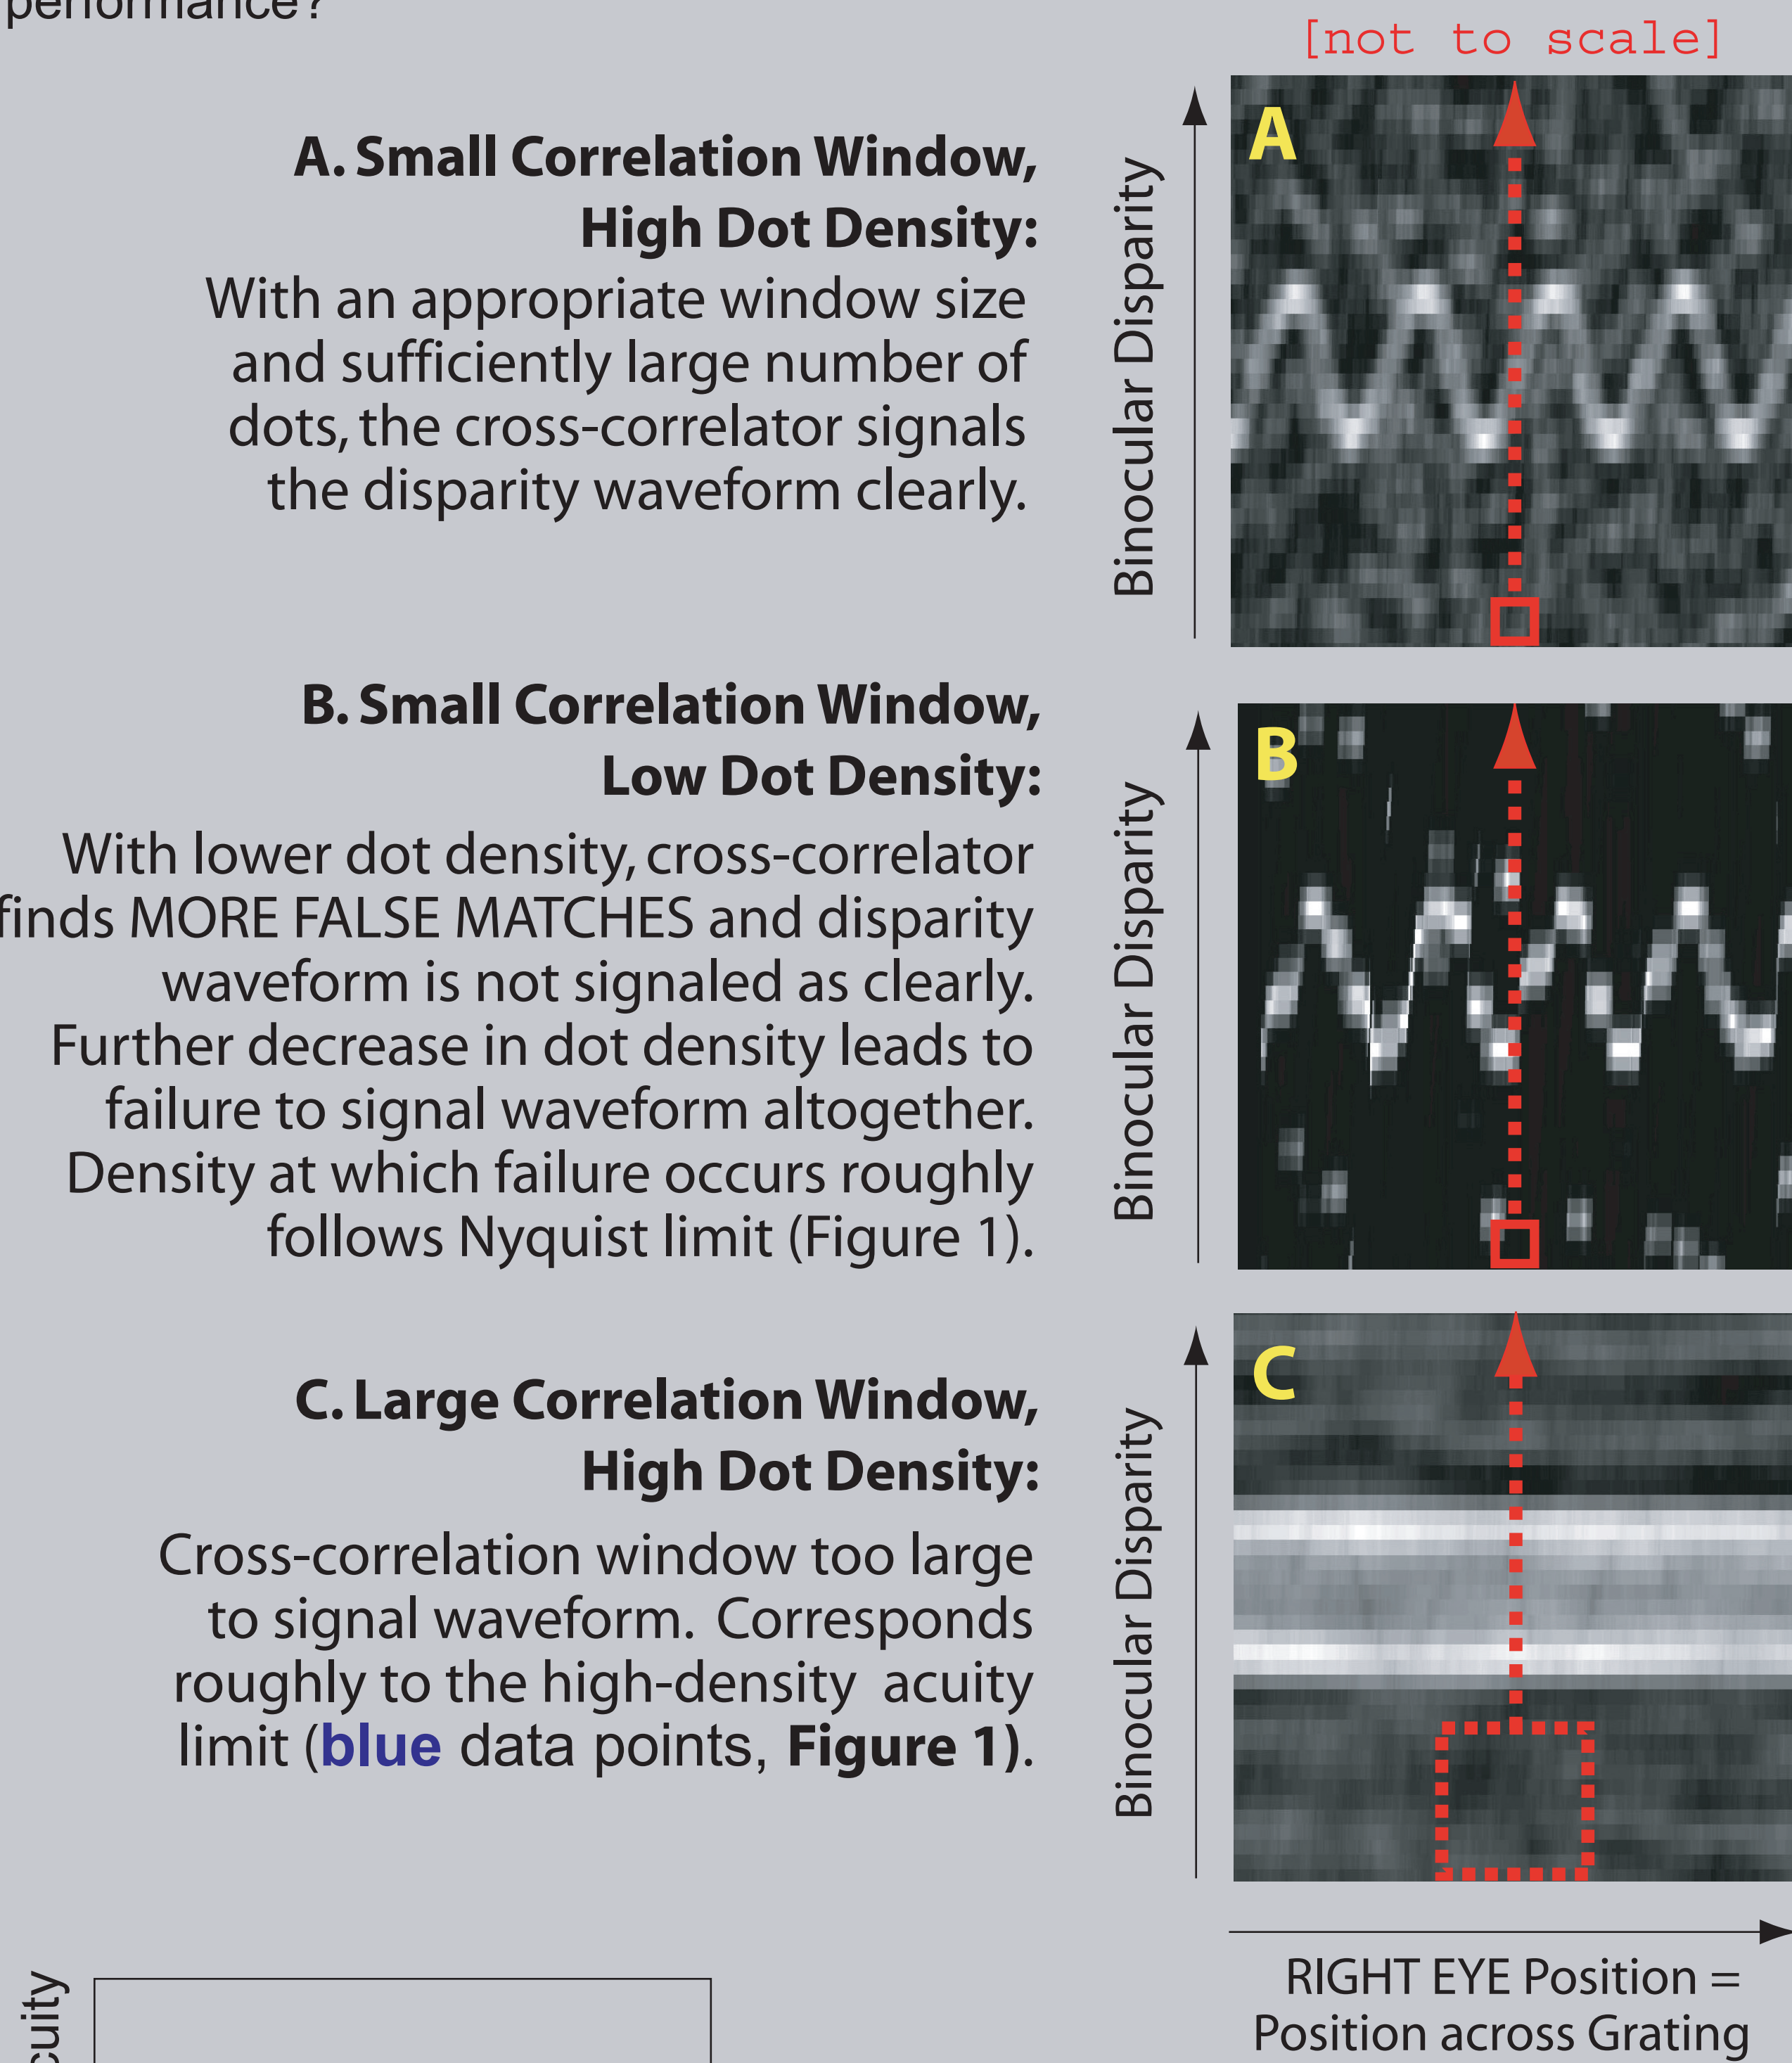 performance?
[not to scale]
A. Small Correlation Window,
High Dot Density:
With an appropriate window size
and sufficiently large number of
dots, the cross-correlator signals
the disparity waveform clearly.
Binocular Disparity
A
B. Small Correlation Window,
Low Dot Density:
With lower dot density, cross-correlator
finds MORE FALSE MATCHES and disparity
waveform is not signaled as clearly.
Further decrease in dot density leads to
failure to signal waveform altogether.
Density at which failure occurs roughly
follows Nyquist limit (Figure 1).
Binocular Disparity
B
C. Large Correlation Window,
High Dot Density:
Cross-correlation window too large
to signal waveform. Corresponds
roughly to the high-density acuity
limit (blue data points, Figure 1).
Binocular Disparity
C
RIGHT EYE Position =
Position across Grating
cuity